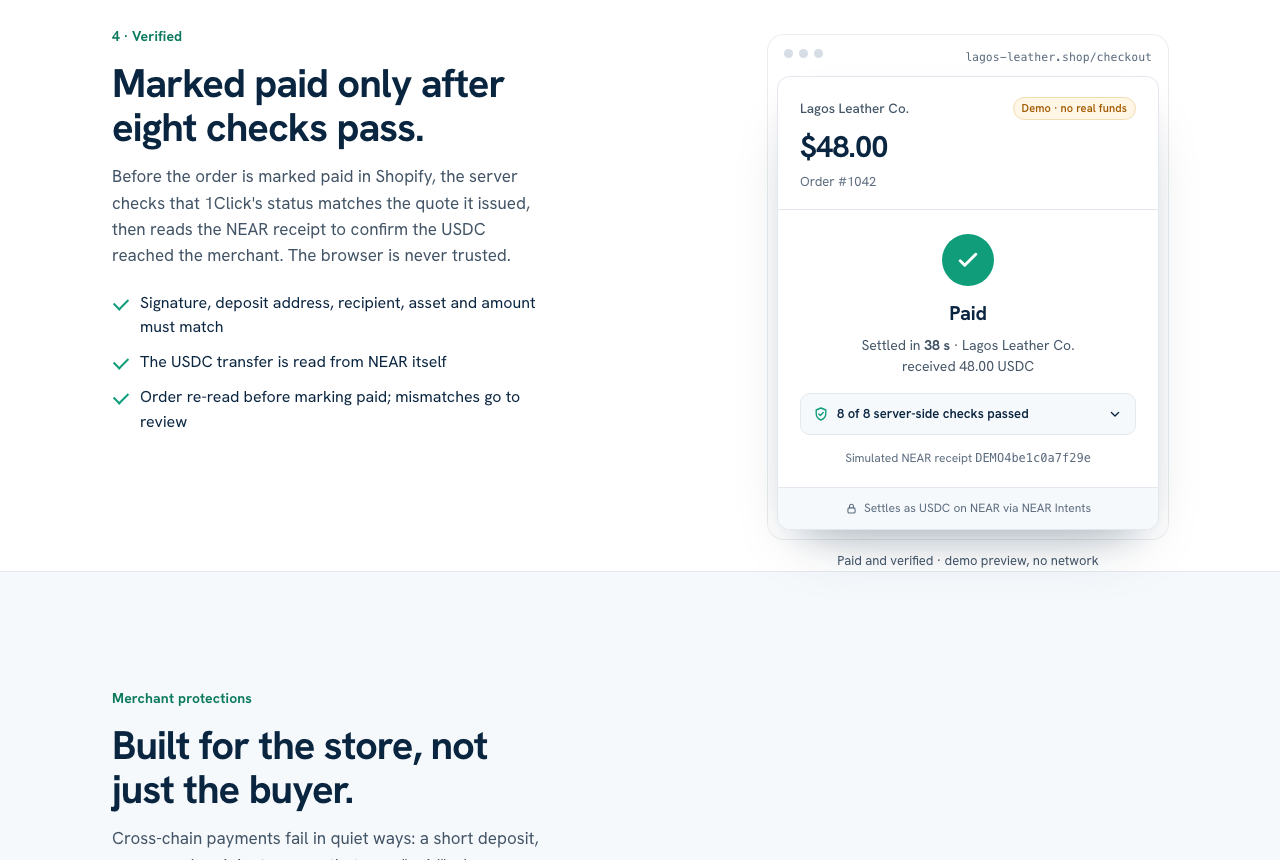 4 · Verified
Marked paid only after
eight checks pass.
Before the order is marked paid in Shopify, the server
checks that 1Click's status matches the quote it issued,
then reads the NEAR receipt to confirm the USDC
reached the merchant. The browser is never trusted.
Signature, deposit address, recipient, asset and amount
must match
The USDC transfer is read from NEAR itself
Order re-read before marking paid; mismatches go to
review
lagos-leather.shop/checkout
Lagos Leather Co.
Demo · no real funds
$48.00
Order #1042
Paid
Settled in 38 s · Lagos Leather Co.
received 48.00 USDC
8 of 8 server-side checks passed
Simulated NEAR receipt DEMO4be1c0a7f29e
Settles as USDC on NEAR via NEAR Intents
Paid and verified · demo preview, no network
Merchant protections
Built for the store, not
just the buyer.
Cross-chain payments fail in quiet ways: a short deposit,